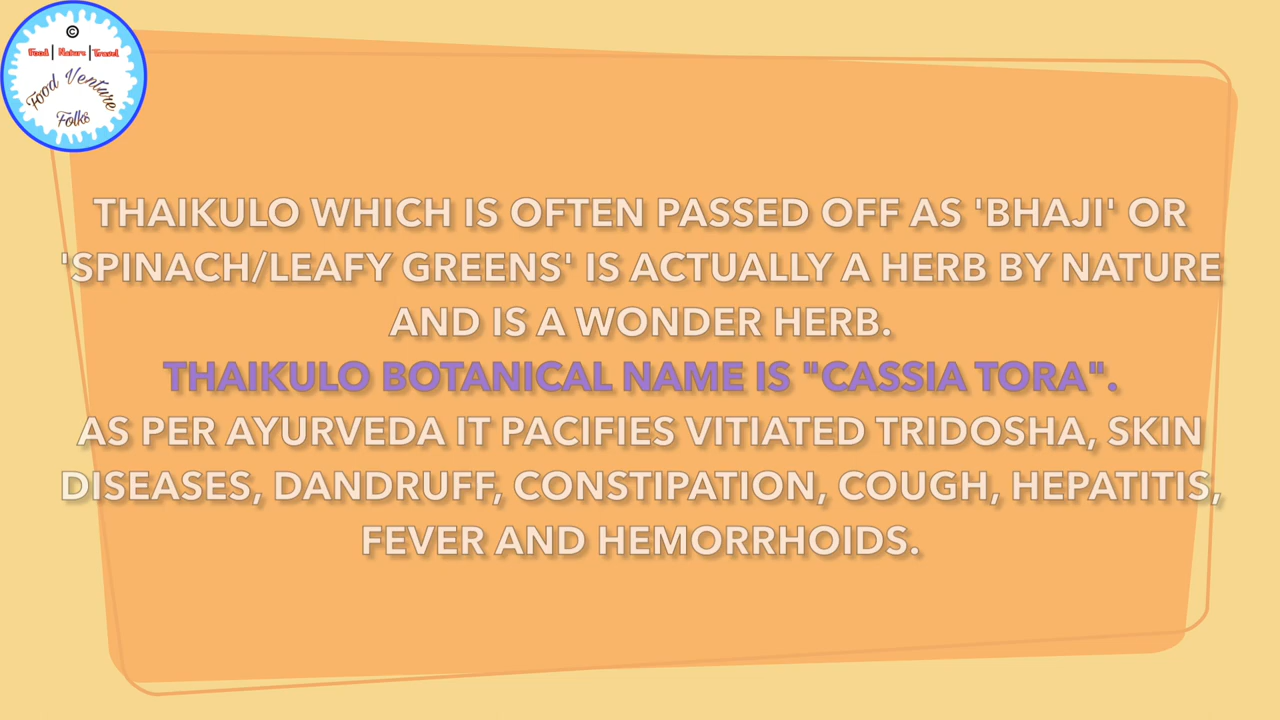 ©
Food | Nature | Travel
Food Venture
Folks
THAIKULO WHICH IS OFTEN PASSED OFF AS 'BHAJI' OR
'SPINACH/LEAFY GREENS' IS ACTUALLY A HERB BY NATURE
AND IS A WONDER HERB.
THAIKULO BOTANICAL NAME IS "CASSIA TORA".
AS PER AYURVEDA IT PACIFIES VITIATED TRIDOSHA, SKIN
DISEASES, DANDRUFF, CONSTIPATION, COUGH, HEPATITIS,
FEVER AND HEMORRHOIDS.